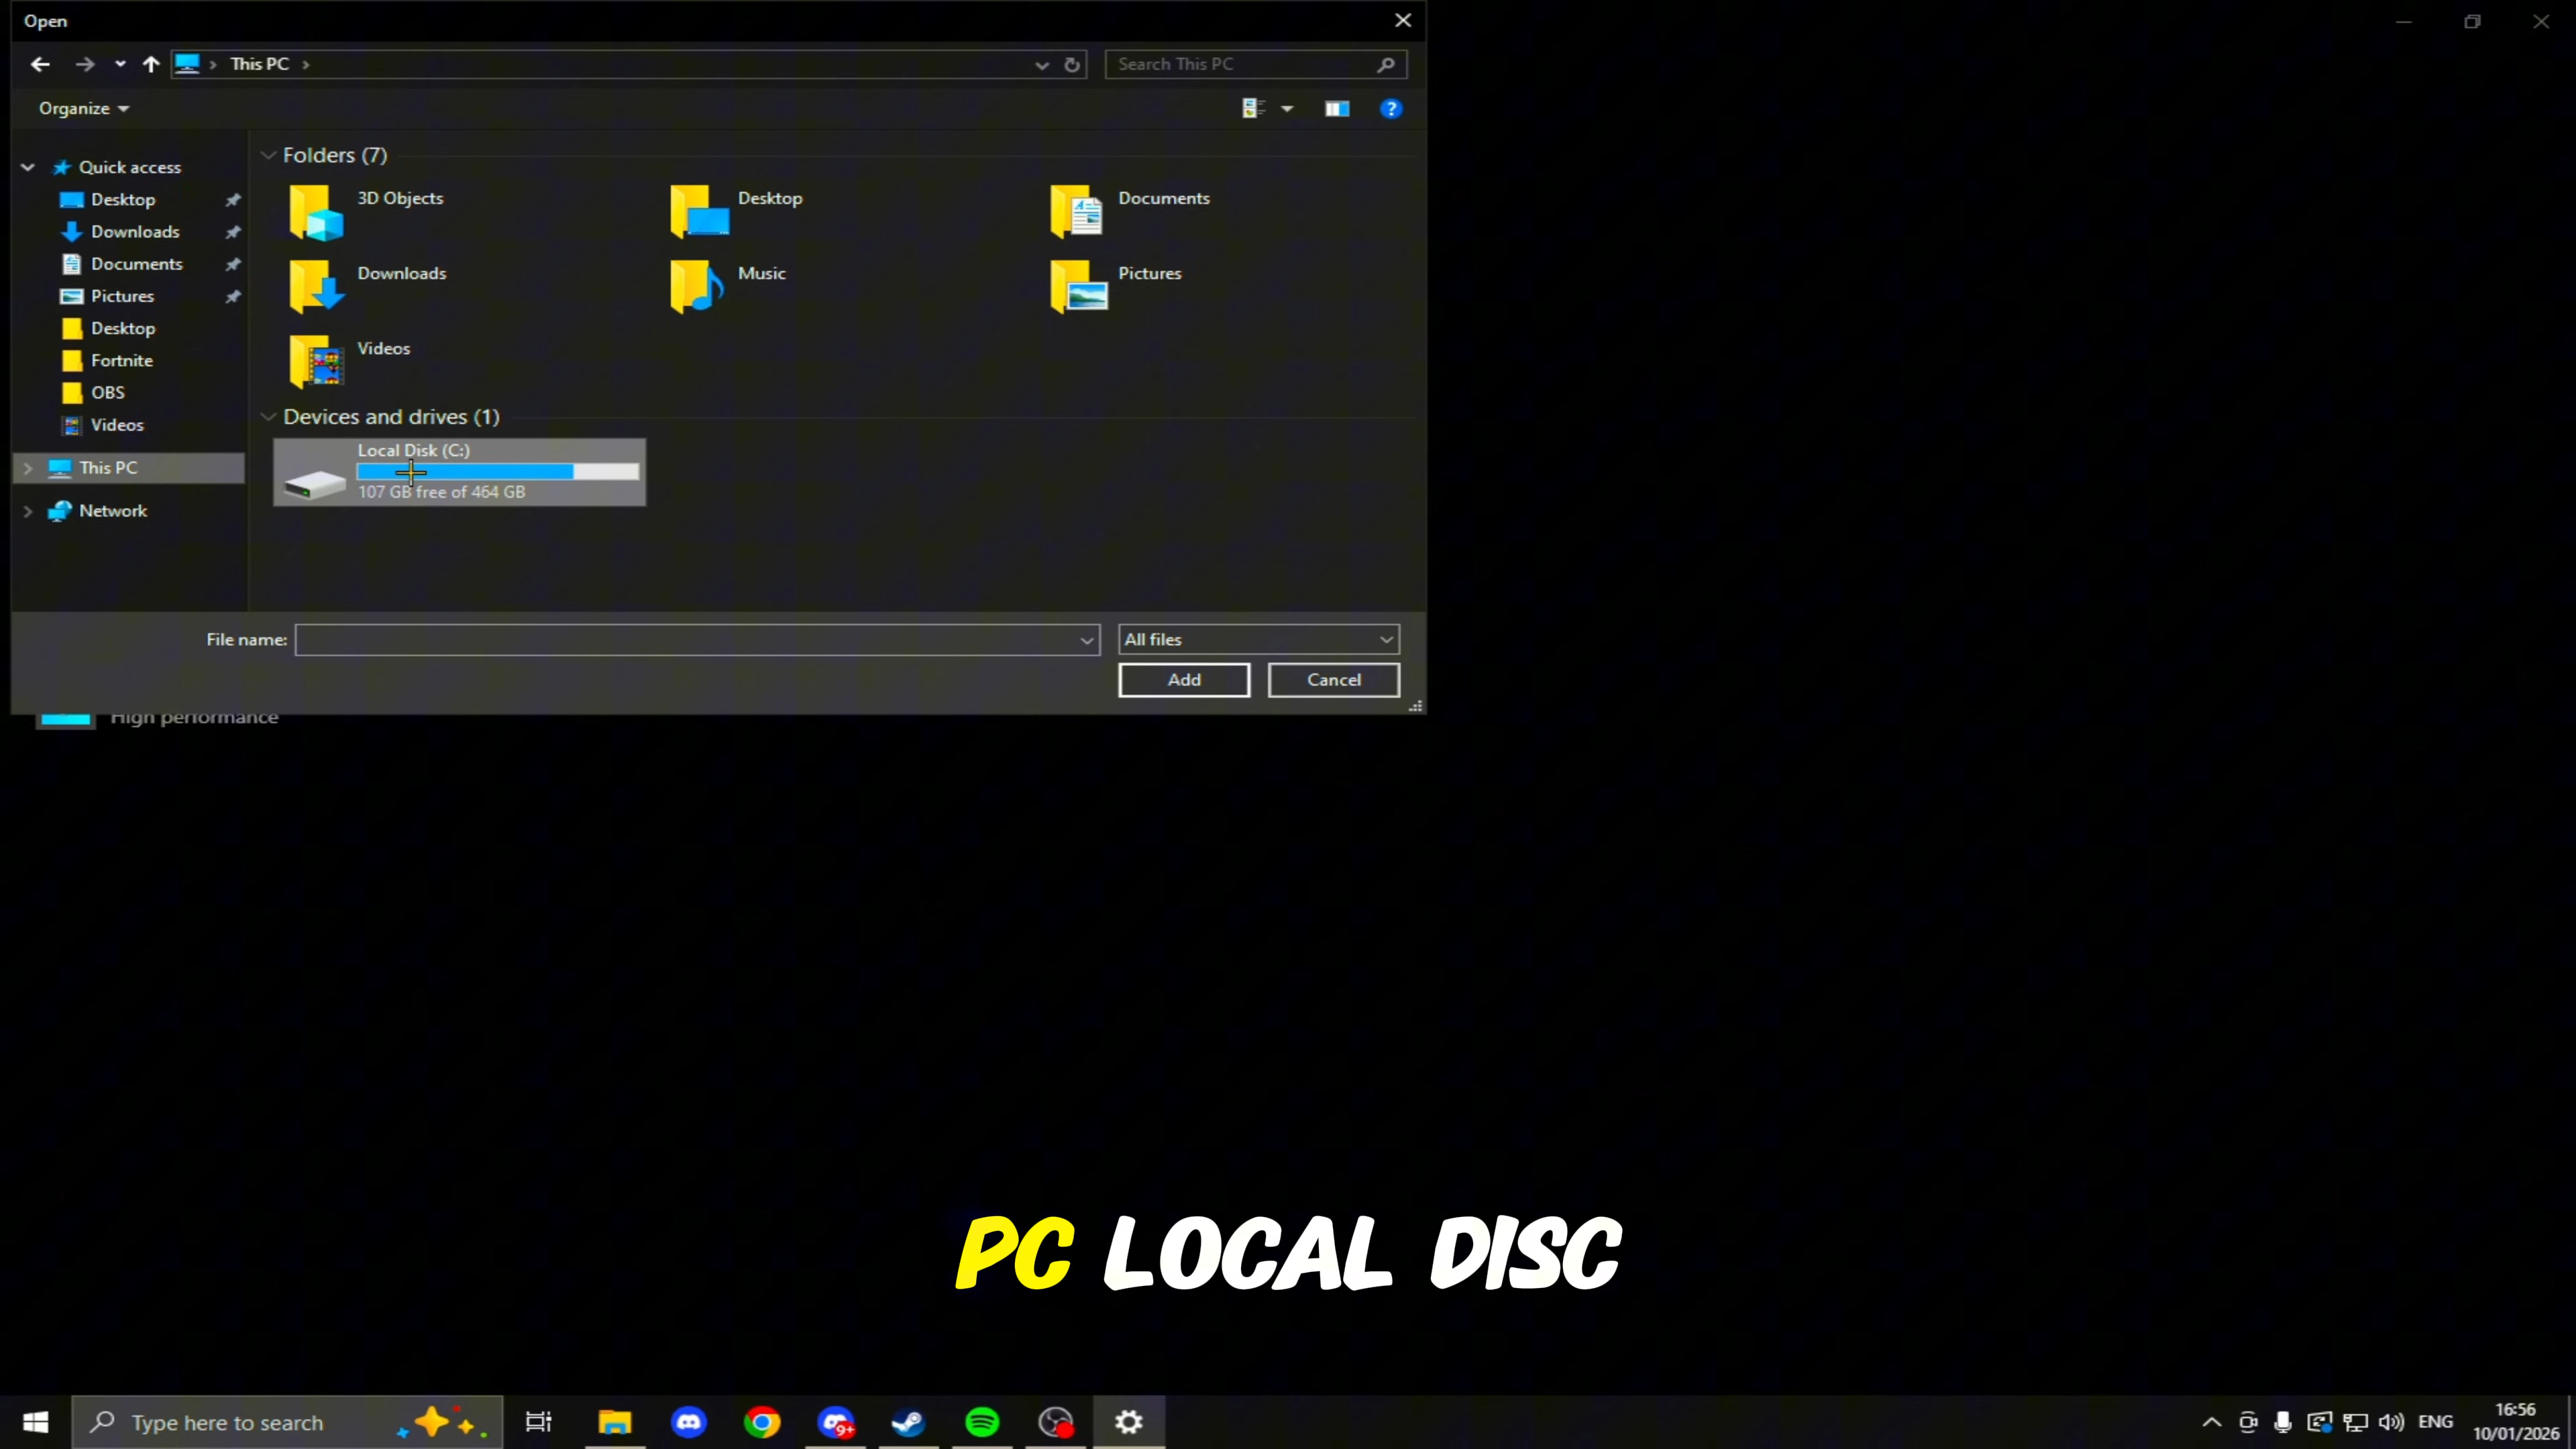 Open
This PC
Search This PC
Organize
Quick access
Desktop
Downloads
Documents
Pictures
Desktop
Fortnite
OBS
Videos
This PC
Network
Folders (7)
3D Objects
Desktop
Documents
Downloads
Music
Pictures
Videos
Devices and drives (1)
Local Disk (C:)
107 GB free of 464 GB
File name:
All files
Add
Cancel
High performance
PC LOCAL DISC
Type here to search
9+
ENG
16:56
10/01/2026